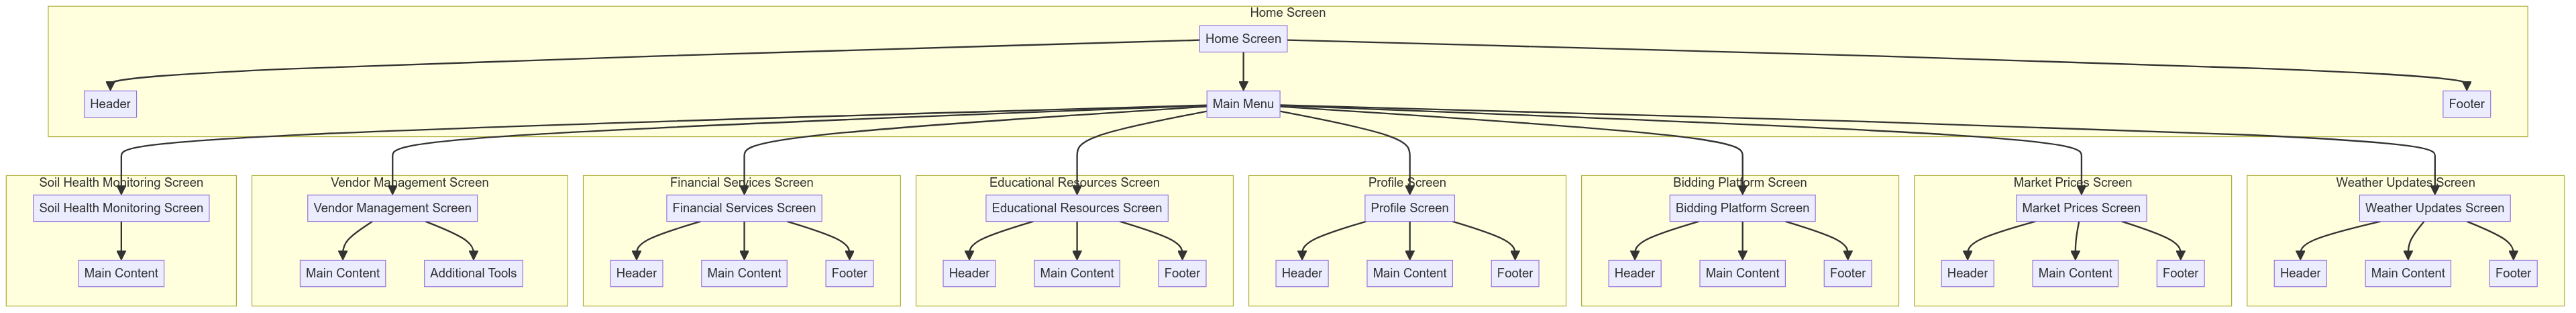 Home Screen
Home Screen
Header
Main Menu
Footer
Soil Health Monitoring Screen
Vendor Management Screen
Financial Services Screen
Educational Resources Screen
Profile Screen
Bidding Platform Screen
Market Prices Screen
Weather Updates Screen
Soil Health Monitoring Screen
Vendor Management Screen
Financial Services Screen
Educational Resources Screen
Profile Screen
Bidding Platform Screen
Market Prices Screen
Weather Updates Screen
Main Content
Main Content
Additional Tools
Header
Main Content
Footer
Header
Main Content
Footer
Header
Main Content
Footer
Header
Main Content
Footer
Header
Main Content
Footer
Header
Main Content
Footer